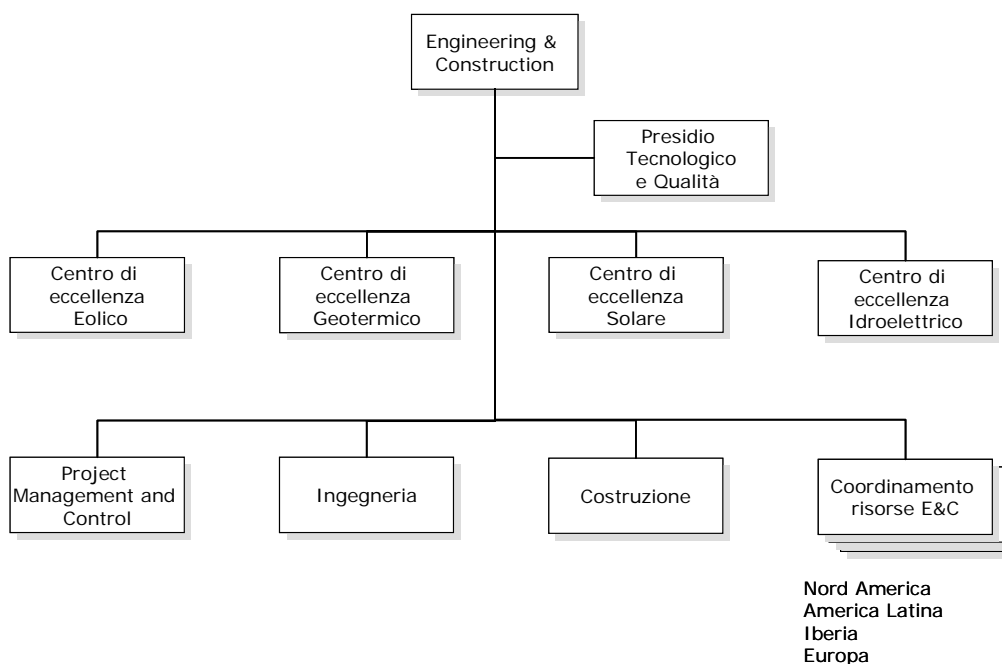 Engineering &
Construction
Presidio
Tecnologico
e Qualità
Centro di
eccellenza
Eolico
Centro di
eccellenza
Geotermico
Centro di
eccellenza
Solare
Centro di
eccellenza
Idroelettrico
Project
Management and
Control
Ingegneria
Costruzione
Coordinamento
risorse E&C
Nord America
America Latina
Iberia
Europa